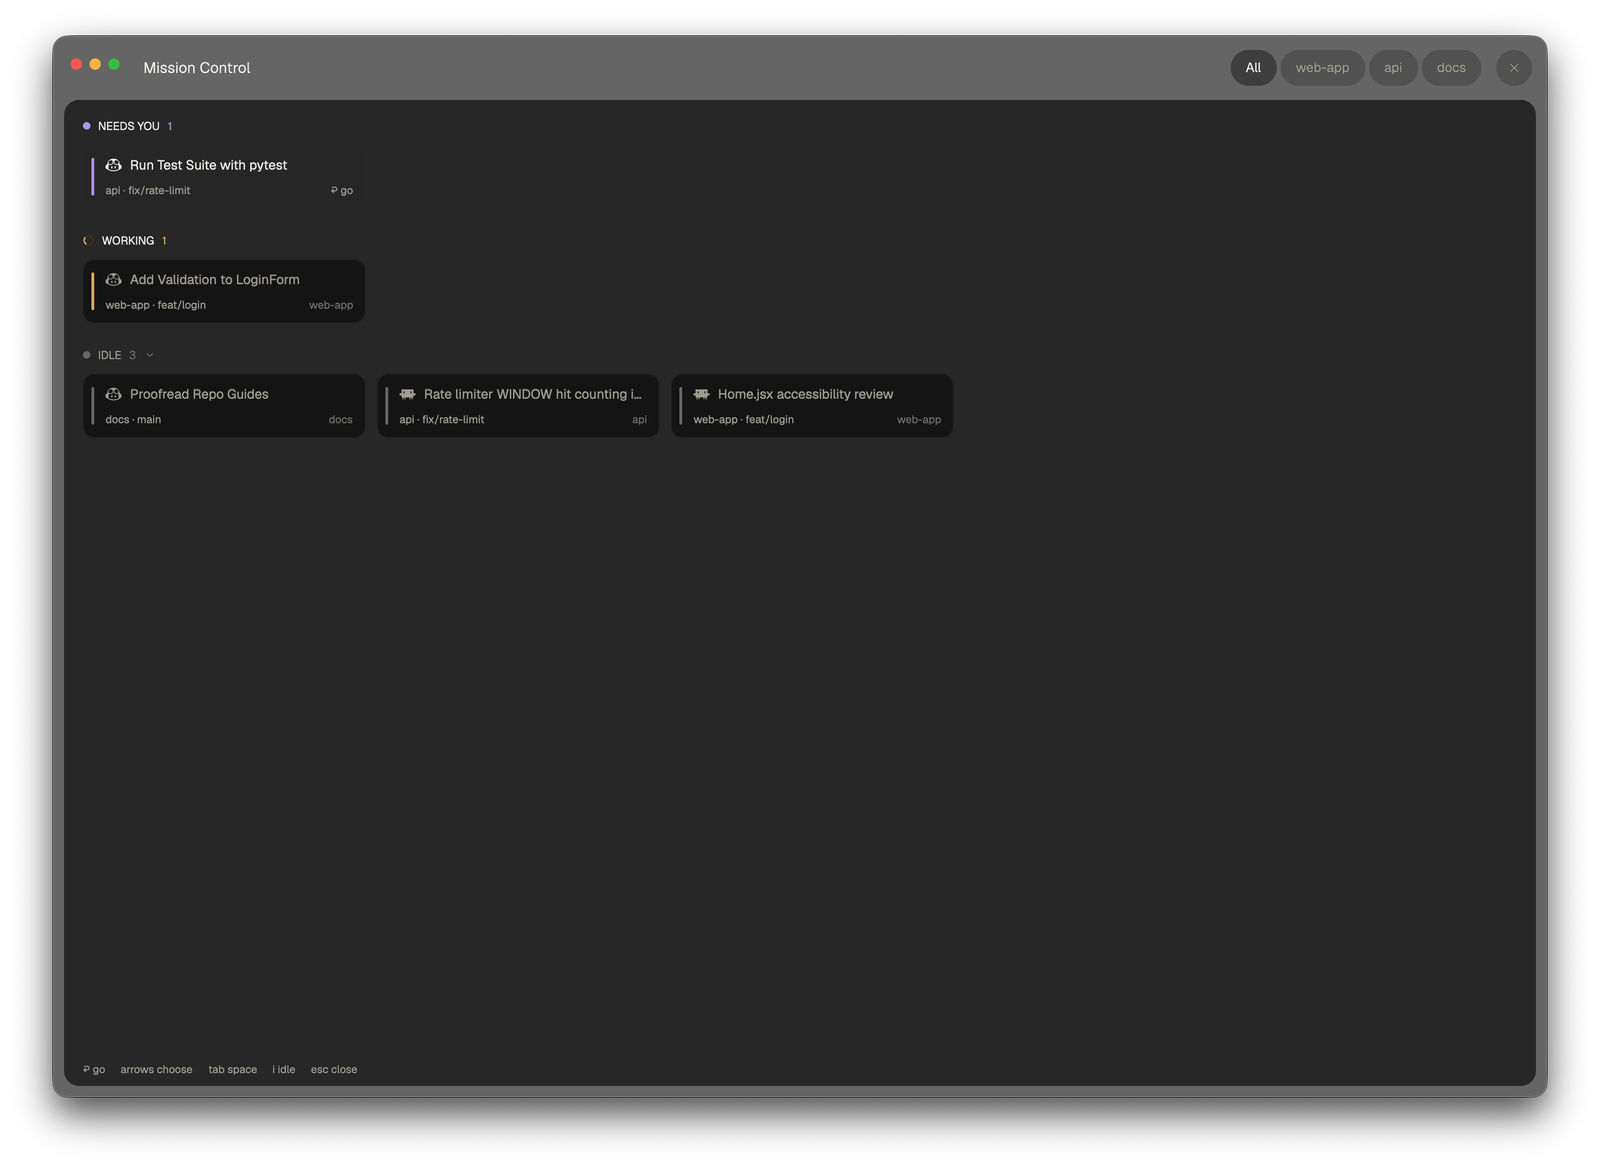 Mission Control
All
web-app
api
docs
NEEDS YOU 1
Run Test Suite with pytest
api · fix/rate-limit
go
WORKING 1
Add Validation to LoginForm
web-app · feat/login
web-app
IDLE 3
Proofread Repo Guides
docs · main
docs
Rate limiter WINDOW hit counting i...
api · fix/rate-limit
api
Home.jsx accessibility review
web-app · feat/login
web-app
go
arrows choose
tab space
i idle
esc close